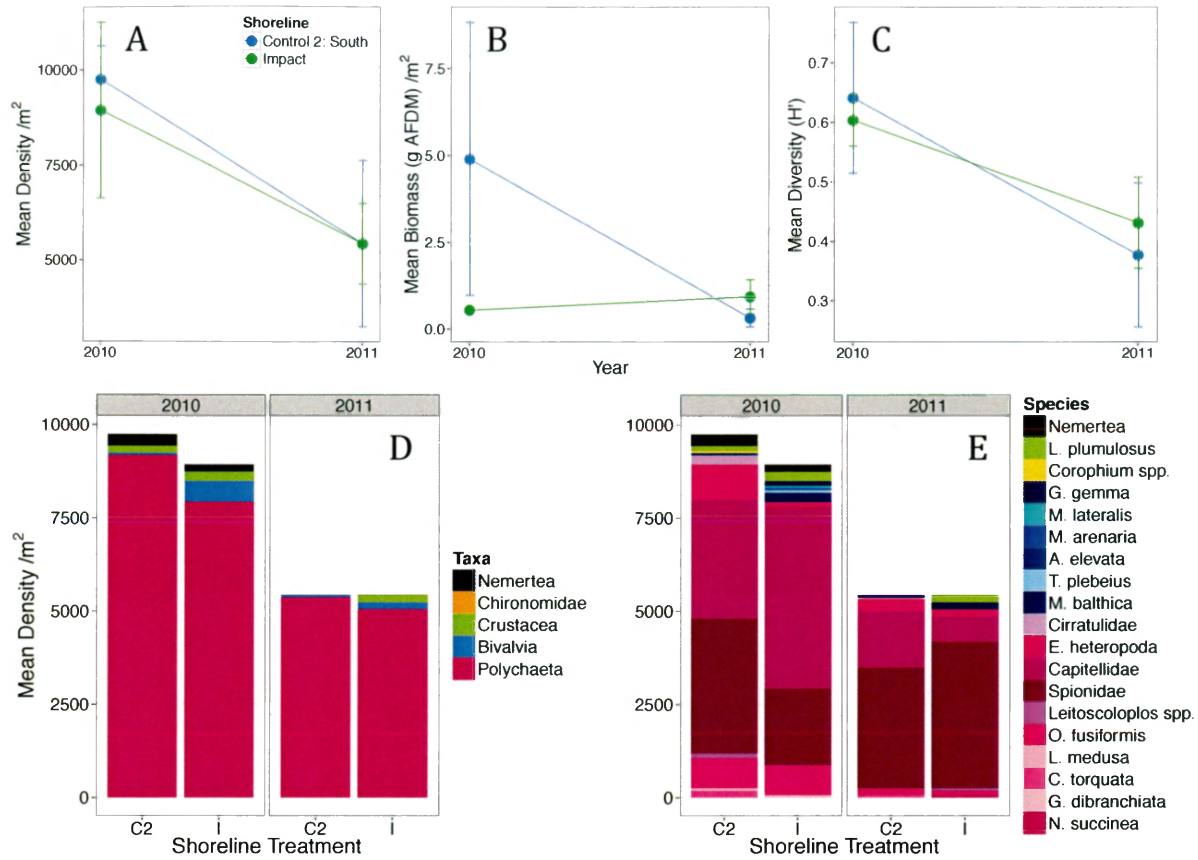 A
Shoreline
Control 2: South
Impact
10000
7500
5000
Mean Density /m²
2010
2011
B
7.5
5.0
2.5
0.0
Mean Biomass (g AFDM) /m²
2010
2011
Year
C
0.7
0.6
0.5
0.4
0.3
Mean Diversity (H')
2010
2011
2010
2011
D
10000
7500
5000
2500
0
Mean Density /m²
C2
I
C2
I
Shoreline Treatment
Taxa
Nemertea
Chironomidae
Crustacea
Bivalvia
Polychaeta
2010
2011
E
10000
7500
5000
2500
0
C2
I
C2
I
Shoreline Treatment
Species
Nemertea
L. plumulosus
Corophium spp.
G. gemma
M. lateralis
M. arenaria
A. elevata
T. plebeius
M. balthica
Cirratulidae
E. heteropoda
Capitellidae
Spionidae
Leitoscoloplos spp.
O. fusiformis
L. medusa
C. torquata
G. dibranchiata
N. succinea